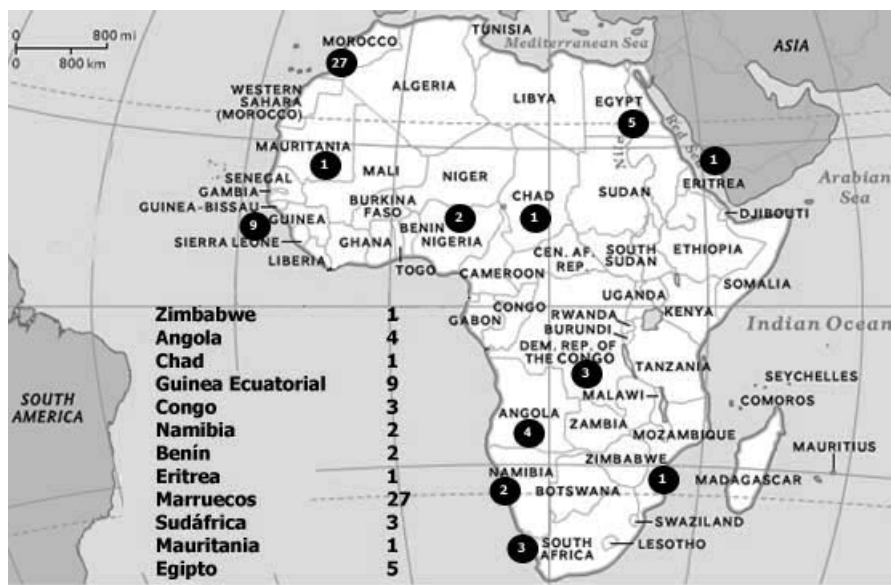 0 800 mi
0 800 km
TUNISIA
Mediterranean Sea
ASIA
MOROCCO
27
WESTERN
SAHARA
(MOROCCO)
ALGERIA
LIBYA
EGYPT
5
Nile
Red Sea
MAURITANIA
1
MALI
NIGER
CHAD
1
SUDAN
1
ERITREA
Arabian
Sea
SENEGAL
GAMBIA
GUINEA-BISSAU
9
GUINEA
SIERRA LEONE
LIBERIA
BURKINA
FASO
GHANA
TOGO
BENIN
2
NIGERIA
DJIBOUTI
CAMEROON
CEN. AF.
REP.
SOUTH
SUDAN
ETHIOPIA
SOMALIA
CONGO
GABON
UGANDA
KENYA
RWANDA
BURUNDI
DEM. REP. OF
THE CONGO
3
TANZANIA
Indian Ocean
SEYCHELLES
COMOROS
MALAWI
ANGOLA
4
ZAMBIA
MOZAMBIQUE
MAURITIUS
ZIMBABWE
1
MADAGASCAR
NAMIBIA
2
BOTSWANA
SWAZILAND
LESOTHO
3
SOUTH
AFRICA
SOUTH
AMERICA
Zimbabwe 1
Angola 4
Chad 1
Guinea Ecuatorial 9
Congo 3
Namibia 2
Benín 2
Eritrea 1
Marruecos 27
Sudáfrica 3
Mauritania 1
Egipto 5